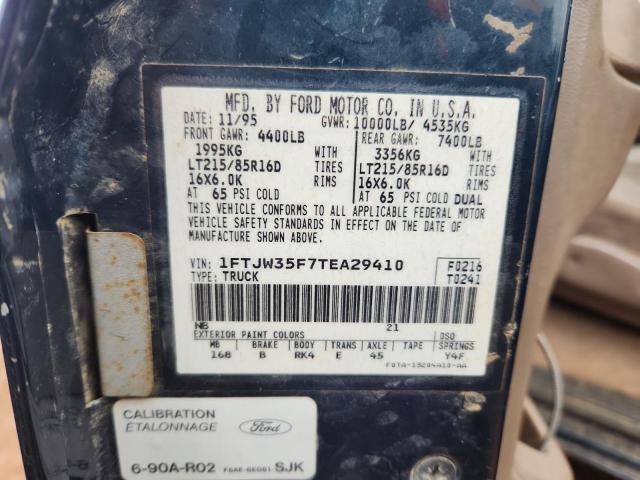 MFD. BY FORD MOTOR CO. IN U.S.A.
DATE: 11/95 GVWR: 10000LB/ 4535KG
FRONT GAWR: 4400LB REAR GAWR: 7400LB
1995KG WITH 3356KG WITH
LT215/85R16D TIRES LT215/85R16D TIRES
16X6.0K RIMS 16X6.0K RIMS
AT 65 PSI COLD AT 65 PSI COLD DUAL
THIS VEHICLE CONFORMS TO ALL APPLICABLE FEDERAL MOTOR
VEHICLE SAFETY STANDARDS IN EFFECT ON THE DATE OF
MANUFACTURE SHOWN ABOVE.
VIN: 1FTJW35F7TEA29410 F0216
TYPE: TRUCK T0241
NB 21
EXTERIOR PAINT COLORS DSO
WB BRAKE BODY TRANS AXLE TAPE SPRINGS
168 B RK4 E 45 Y4F
F0TA-15204A10-AA
CALIBRATION
ÉTALONNAGE Ford
6-90A-R02 SJK